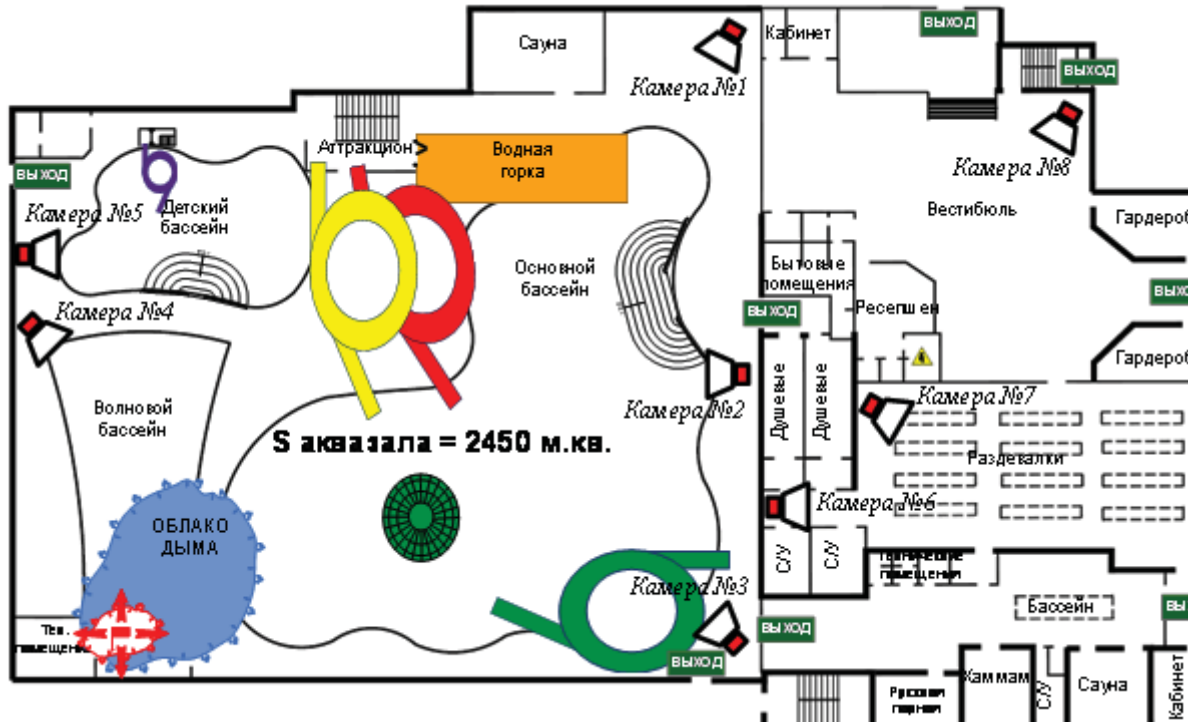 Сауна
Кабинет
ВЫХОД
ВЫХОД
Камера №1
Аттракцион
Водная
горка
Камера №8
ВЫХОД
Камера №5
Детский
бассейн
Вестибюль
Гардероб
Основной
бассейн
Бытовые
помещения
ВЫХОД
Ресепшен
Камера №4
Гардероб
Волновой
бассейн
Камера №2
Душевые
Душевые
Камера №7
S аквазала = 2450 м.кв.
Раздевалки
Камера №6
ОБЛАКО
ДЫМА
С/У
С/У
Технические
помещения
Камера №3
Бассейн
ВЫХОД
ВЫХОД
Тех.
помещения
Русская
парная
Хаммам
С/У
Сауна
Кабинет